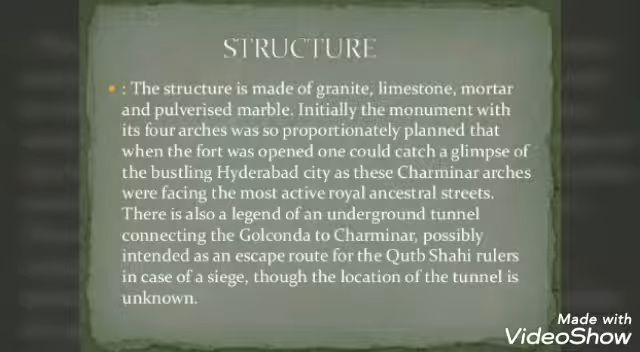 STRUCTURE
: The structure is made of granite, limestone, mortar
and pulverised marble. Initially the monument with
its four arches was so proportionately planned that
when the fort was opened one could catch a glimpse of
the bustling Hyderabad city as these Charminar arches
were facing the most active royal ancestral streets.
There is also a legend of an underground tunnel
connecting the Golconda to Charminar, possibly
intended as an escape route for the Qutb Shahi rulers
in case of a siege, though the location of the tunnel is
unknown.
Made with
VideoShow